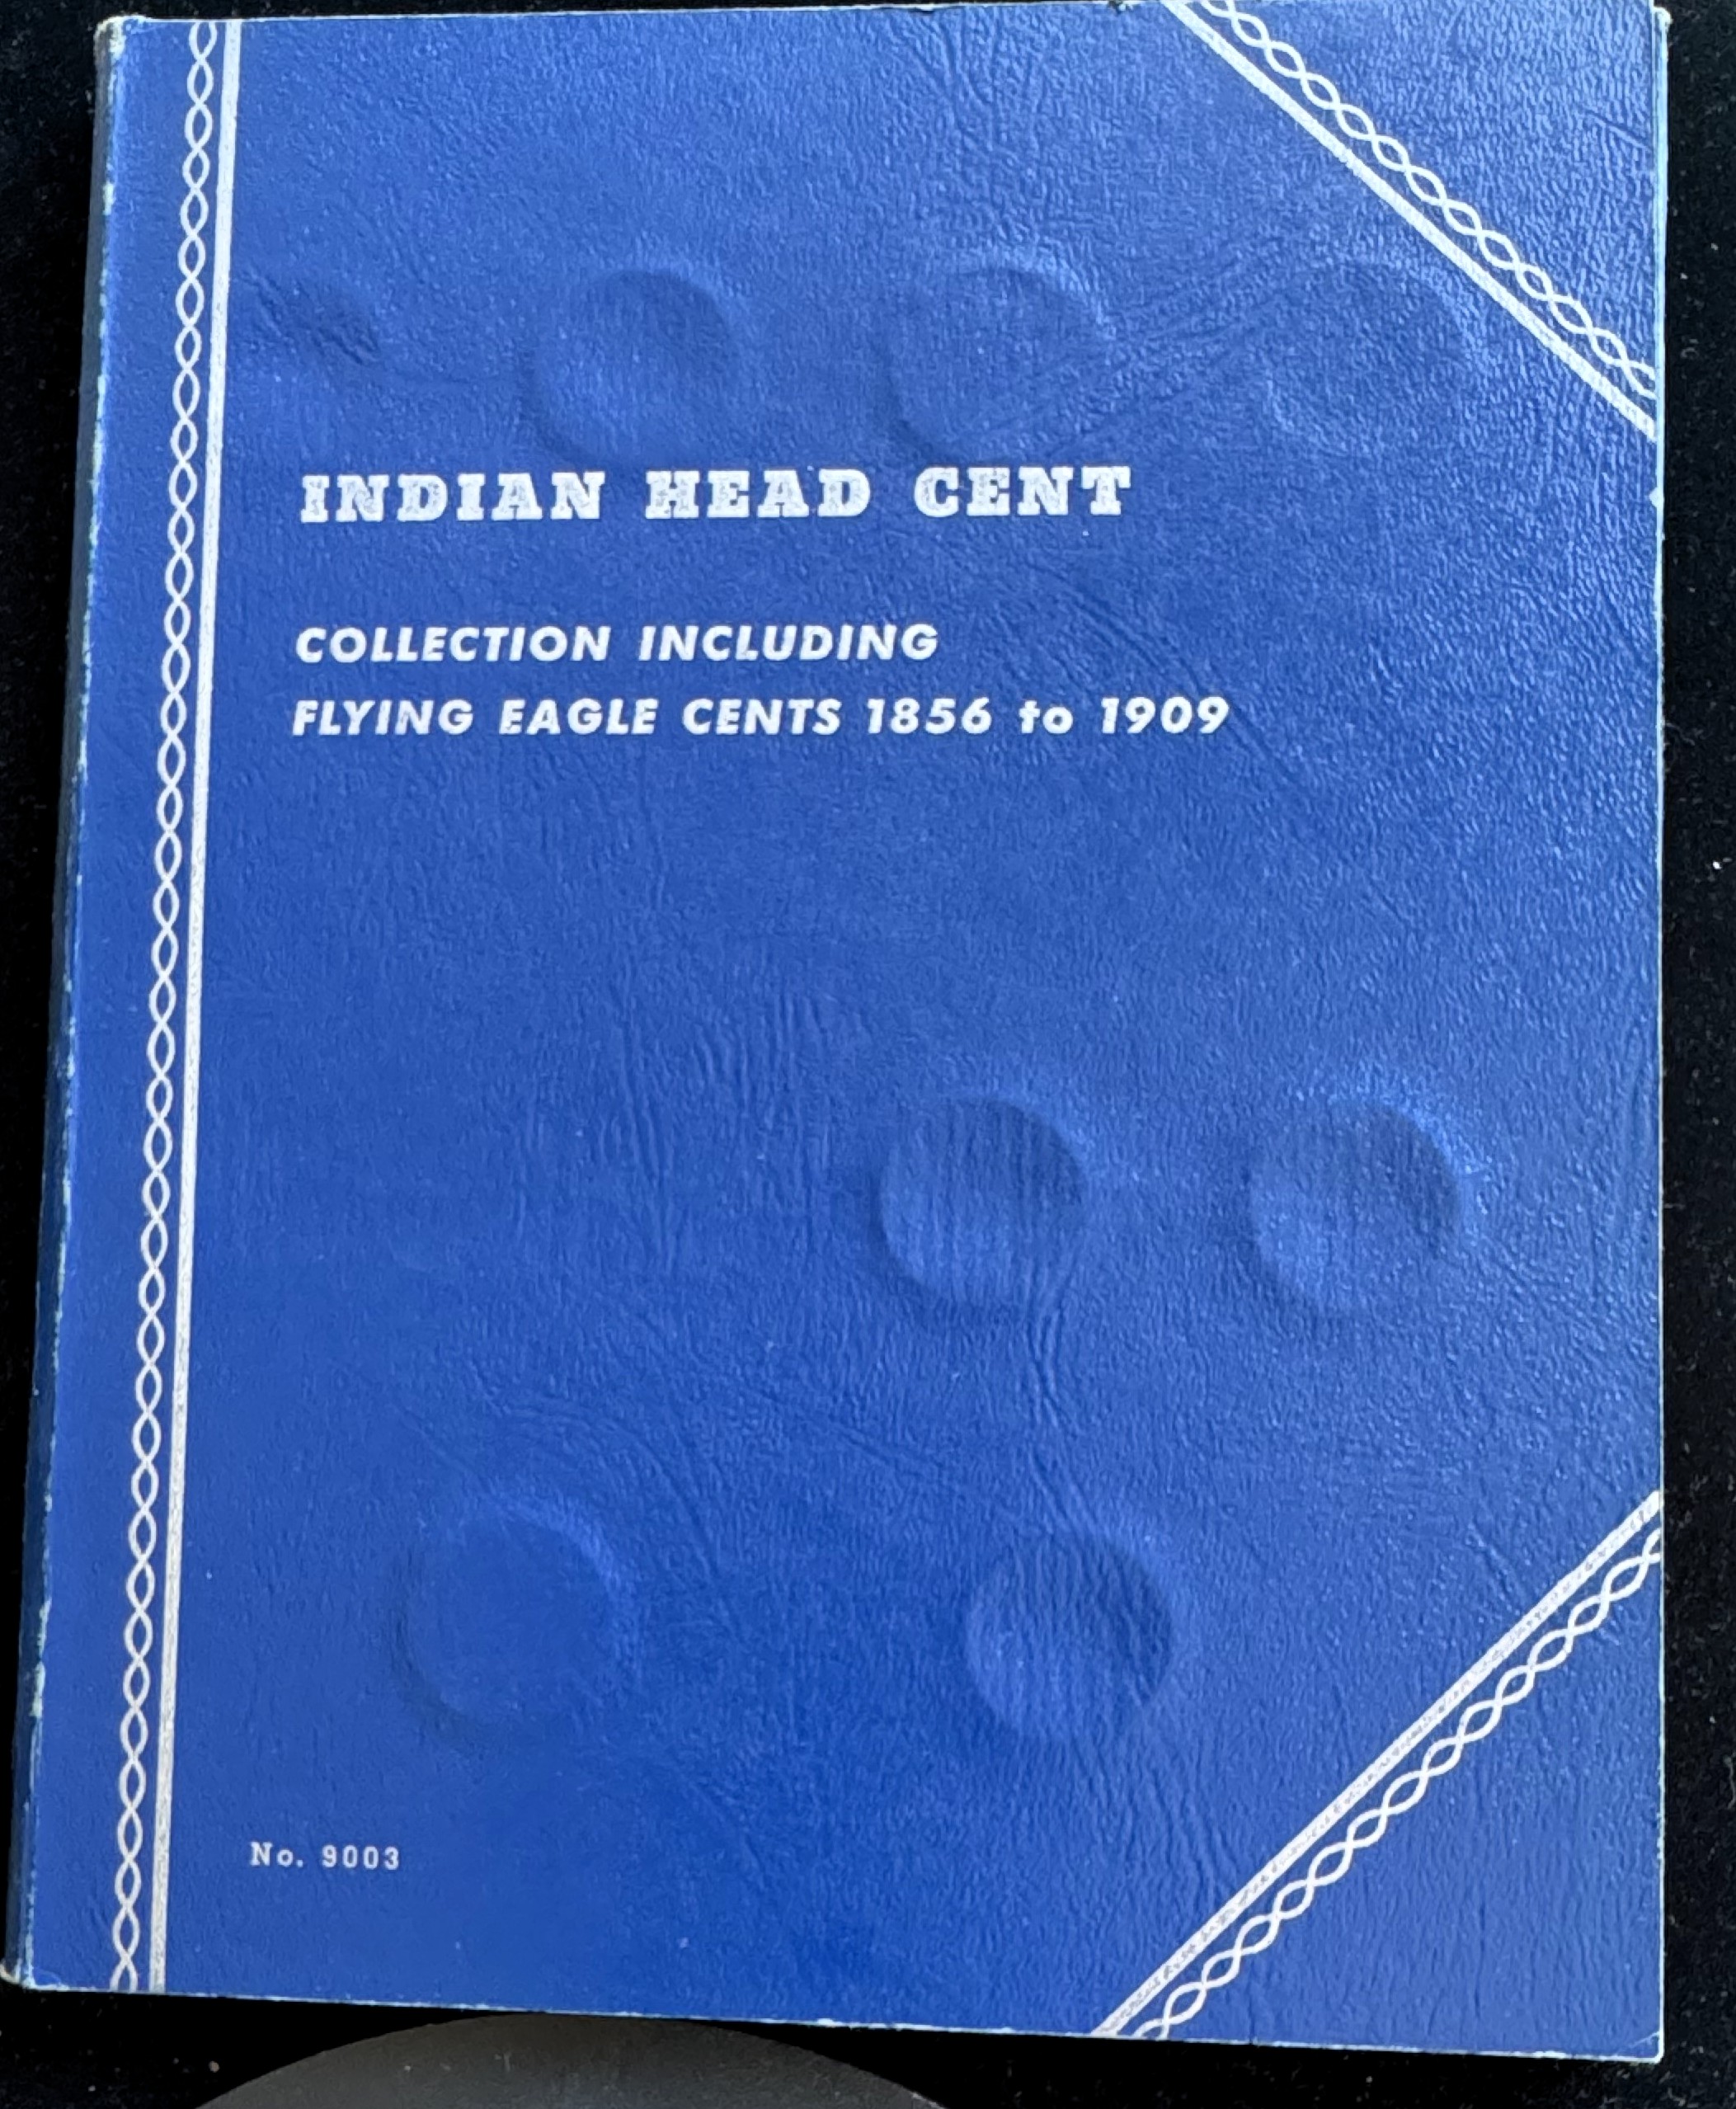 INDIAN HEAD CENT
COLLECTION INCLUDING
FLYING EAGLE CENTS 1856 to 1909
No. 9003